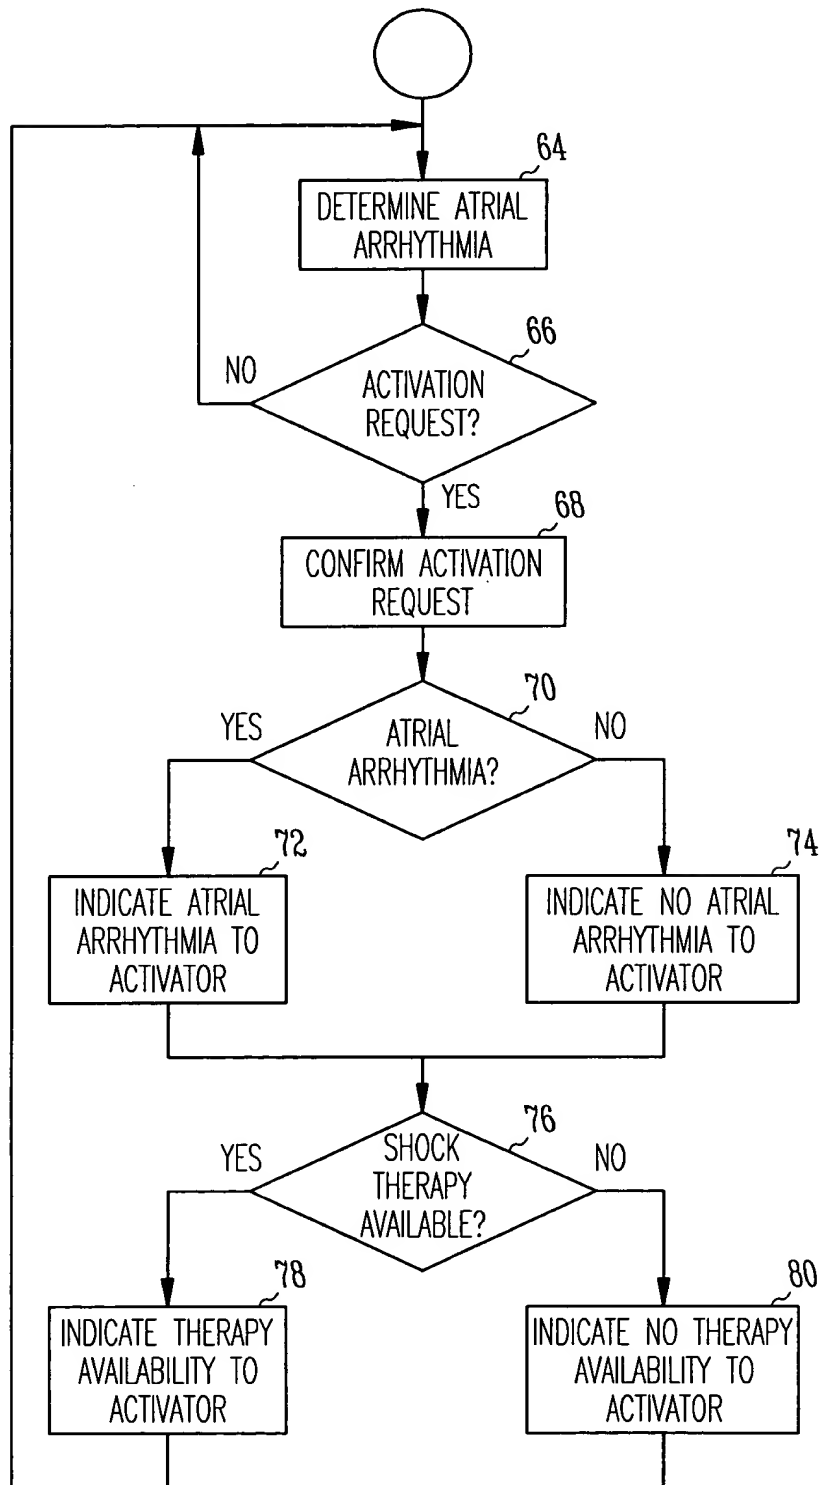 64
DETERMINE ATRIAL
ARRHYTHMIA
66
NO
ACTIVATION
REQUEST?
YES
68
CONFIRM ACTIVATION
REQUEST
70
YES
ATRIAL
ARRHYTHMIA?
NO
72
INDICATE ATRIAL
ARRHYTHMIA TO
ACTIVATOR
74
INDICATE NO ATRIAL
ARRHYTHMIA TO
ACTIVATOR
76
YES
SHOCK
THERAPY
AVAILABLE?
NO
78
INDICATE THERAPY
AVAILABILITY TO
ACTIVATOR
80
INDICATE NO THERAPY
AVAILABILITY TO
ACTIVATOR